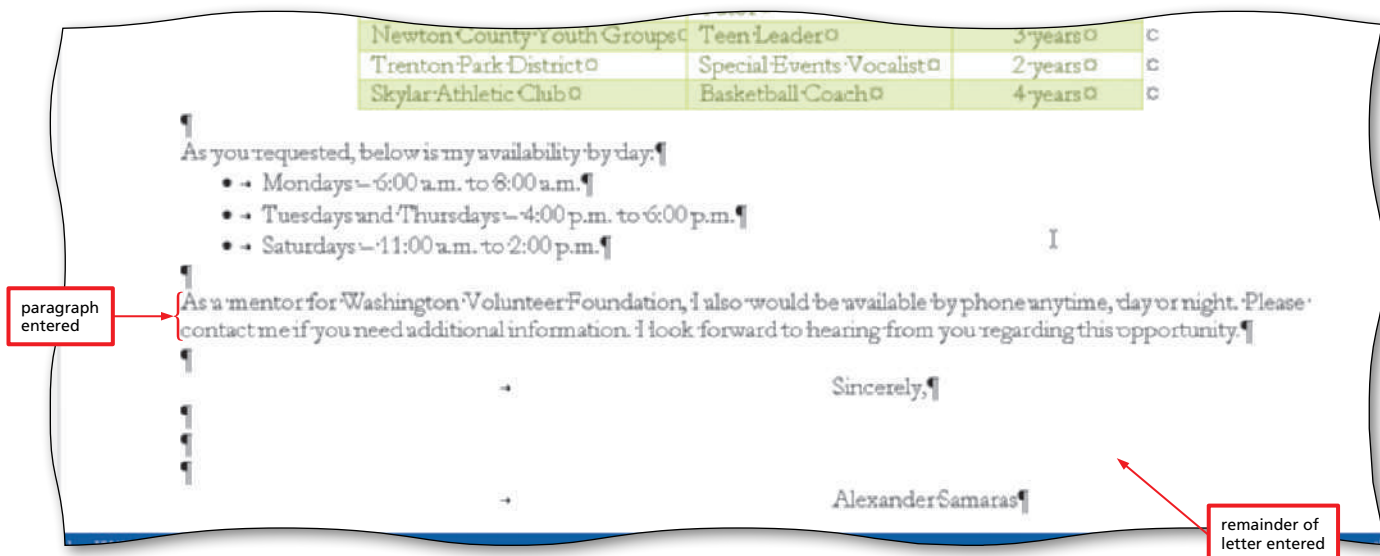 Newton County Youth Groups Teen Leader 3 years
Trenton Park District Special Events Vocalist 2 years
Skylar Athletic Club Basketball Coach 4 years
As you requested, below is my availability by day:
• Mondays – 6:00 a.m. to 8:00 a.m.
• Tuesdays and Thursdays – 4:00 p.m. to 6:00 p.m.
• Saturdays – 11:00 a.m. to 2:00 p.m.
paragraph
entered
As a mentor for Washington Volunteer Foundation, I also would be available by phone anytime, day or night. Please
contact me if you need additional information. I look forward to hearing from you regarding this opportunity.
Sincerely,
Alexander Samaras
remainder of
letter entered